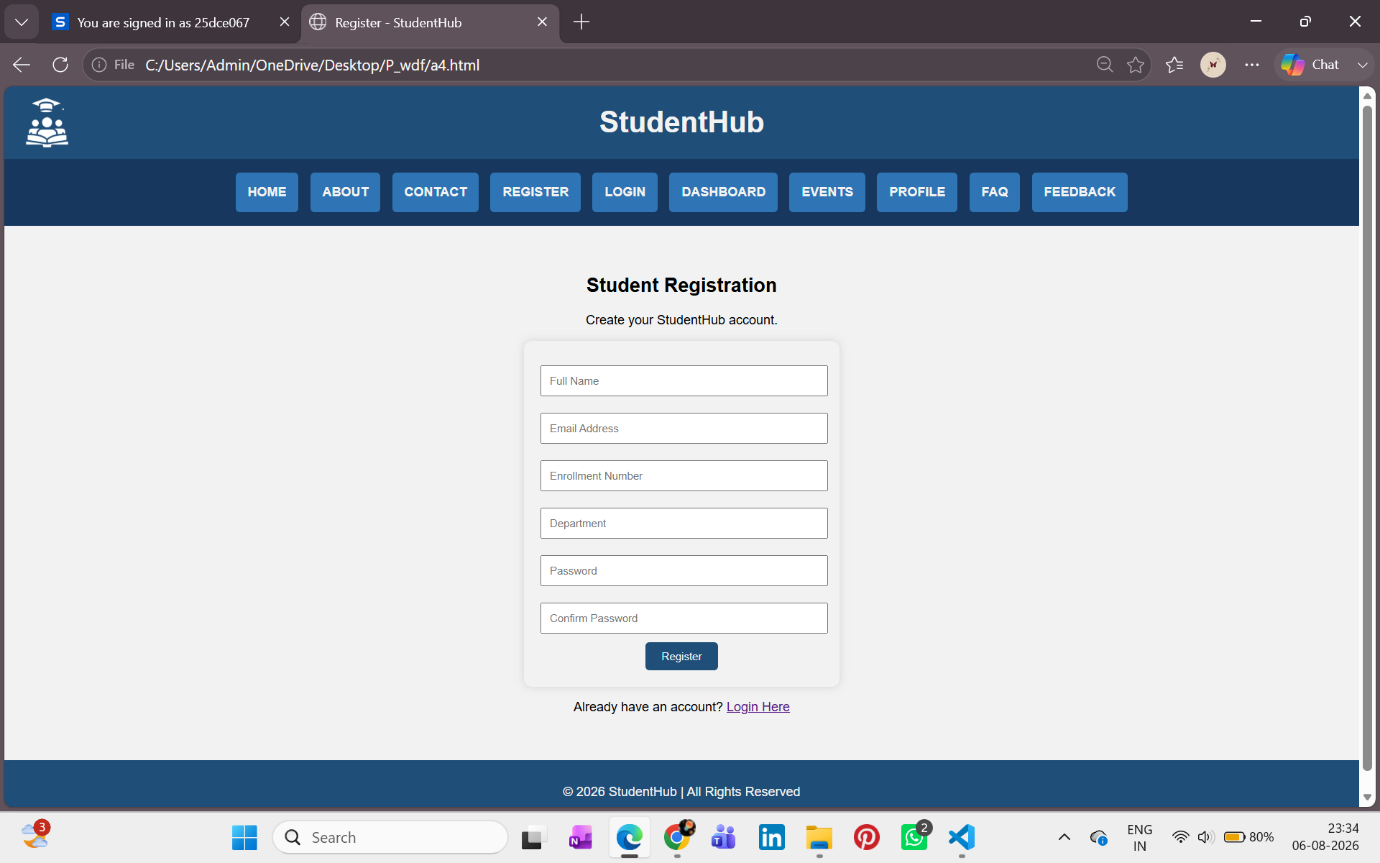 You are signed in as 25dce067
Register - StudentHub
File C:/Users/Admin/OneDrive/Desktop/P_wdf/a4.html
Chat
StudentHub
HOME ABOUT CONTACT REGISTER LOGIN DASHBOARD EVENTS PROFILE FAQ FEEDBACK
Student Registration
Create your StudentHub account.
Full Name
Email Address
Enrollment Number
Department
Password
Confirm Password
Register
Already have an account? Login Here
© 2026 StudentHub | All Rights Reserved
3
Search
2
ENG
IN
80%
23:34
06-08-2026